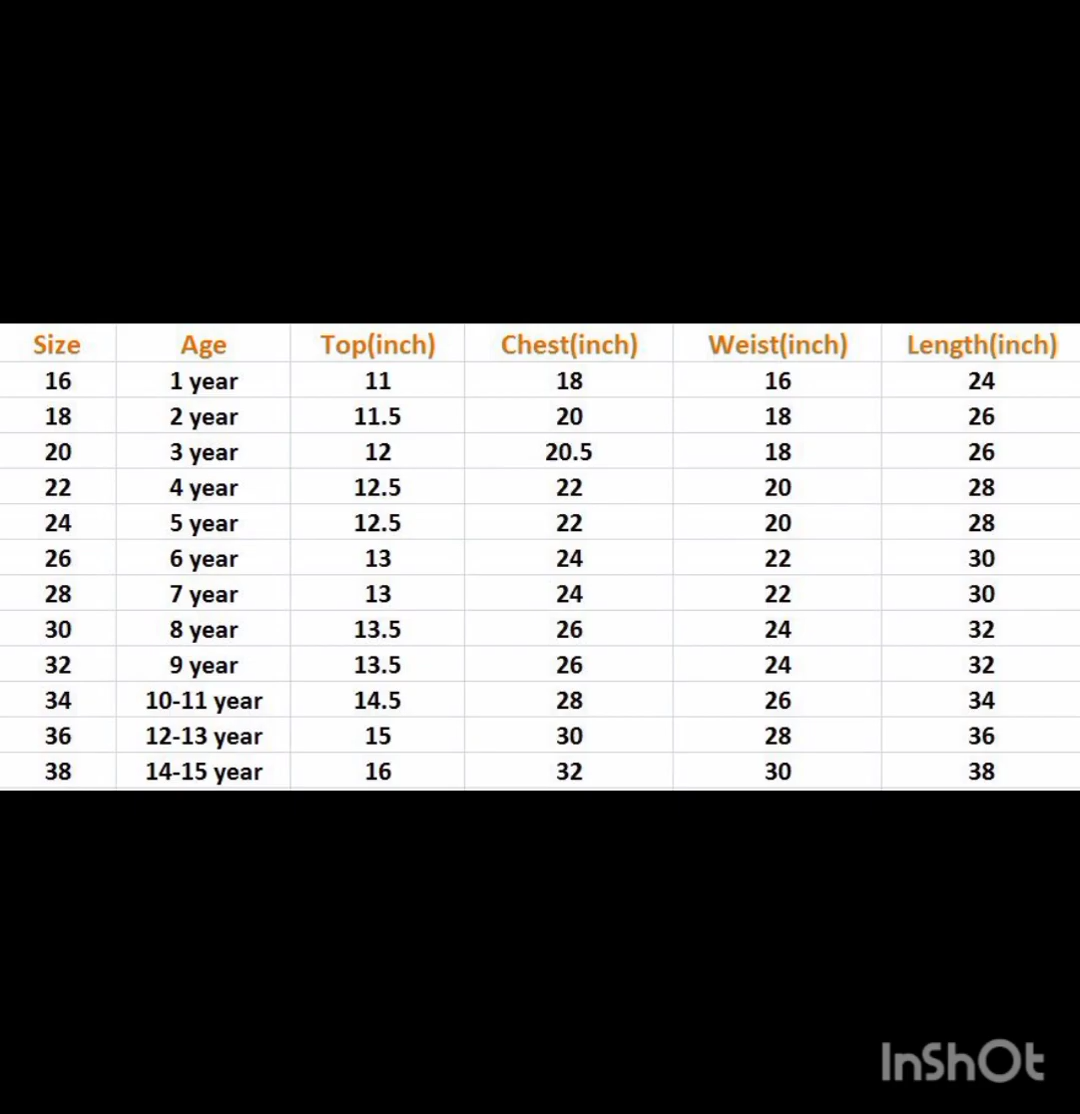 Size Age Top(inch) Chest(inch) Weist(inch) Length(inch)
16 1 year 11 18 16 24
18 2 year 11.5 20 18 26
20 3 year 12 20.5 18 26
22 4 year 12.5 22 20 28
24 5 year 12.5 22 20 28
26 6 year 13 24 22 30
28 7 year 13 24 22 30
30 8 year 13.5 26 24 32
32 9 year 13.5 26 24 32
34 10-11 year 14.5 28 26 34
36 12-13 year 15 30 28 36
38 14-15 year 16 32 30 38
InShOt